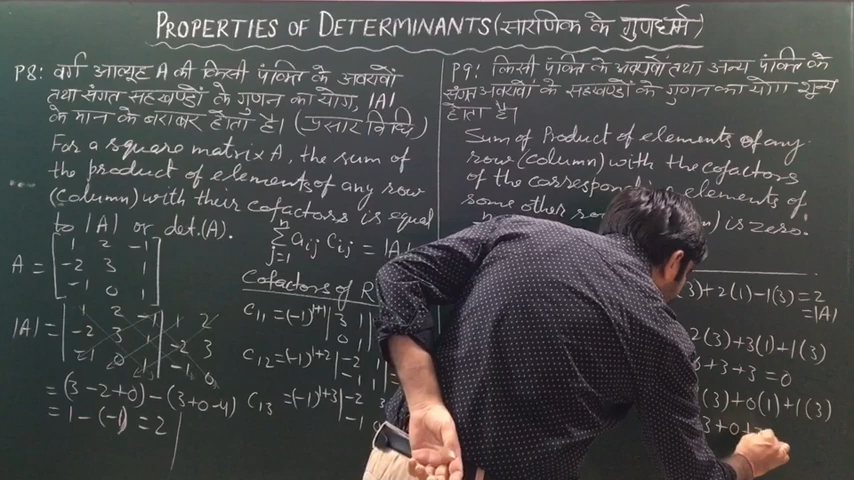 PROPERTIES OF DETERMINANTS (सारणिक के गुणधर्म)
P8: वर्ग आव्यूह A की किसी पंक्ति के अवयवों
तथा संगत सहखण्डों के गुणन का योग, |A|
के मान के बराबर होता है। (प्रसार विधि)
For a square matrix A, the sum of
the product of elements of any row
(column) with their cofactors is equal
to |A| or det.(A).
n
∑ aij cij = |A|
j=1
A = [1 2 -1
-2 3 1
-1 0 1]
|A| = | 1 2 -1 | 1 2
-2 3 1 | -2 3
-1 0 1 | -1 0
= (3-2+0) - (3+0-4)
= 1-(-1) = 2
Cofactors of R
C11 = (-1)^1+1 | 3 1
0 1
C12 = (-1)^1+2 | -2 1
-1 1
C13 = (-1)^1+3 | -2 3
-1 0
P9: किसी पंक्ति के अवयवों तथा अन्य पंक्ति के
संगत अवयवों के सहखण्डों के गुणन का योग शून्य
होता है।
Sum of Product of elements of any
row (column) with the cofactors
of the correspon elements of
some other ro ) is zero.
(3)+2(1)-1(3) = 2
= |A|
2(3)+3(1)+1(3)
+3+3 = 0
(3)+0(1)+1(3)
3+0+